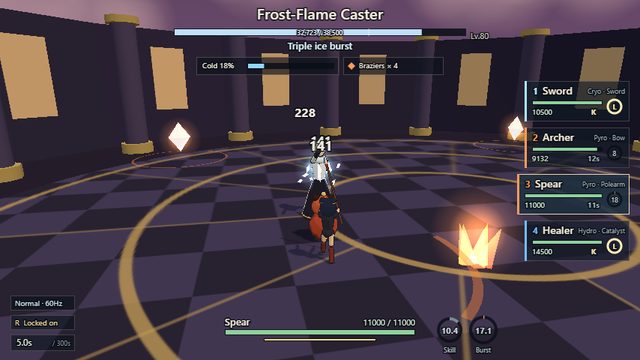 Frost-Flame Caster
32,723 / 38,500
Lv.80
Triple ice burst
Cold 18%
Braziers × 4
228
141
1 Sword Cryo · Sword
10500 K L
2 Archer Pyro · Bow
9132 12s 8
3 Spear Pyro · Polearm
11000 11s 18
4 Healer Hydro · Catalyst
14500 K L
Normal · 60Hz
R Locked on
5.0s / 300s
Spear 11000 / 11000
10.4 17.1
Skill Burst